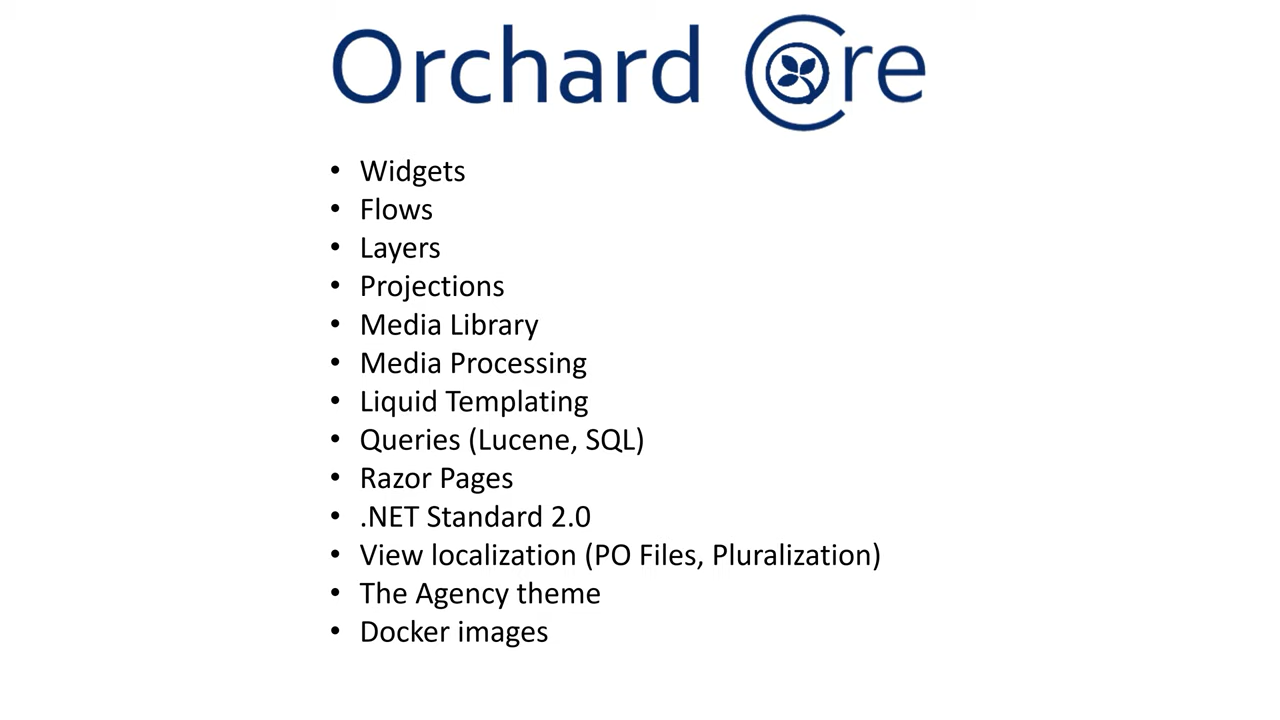 Orchard Core
• Widgets
• Flows
• Layers
• Projections
• Media Library
• Media Processing
• Liquid Templating
• Queries (Lucene, SQL)
• Razor Pages
• .NET Standard 2.0
• View localization (PO Files, Pluralization)
• The Agency theme
• Docker images